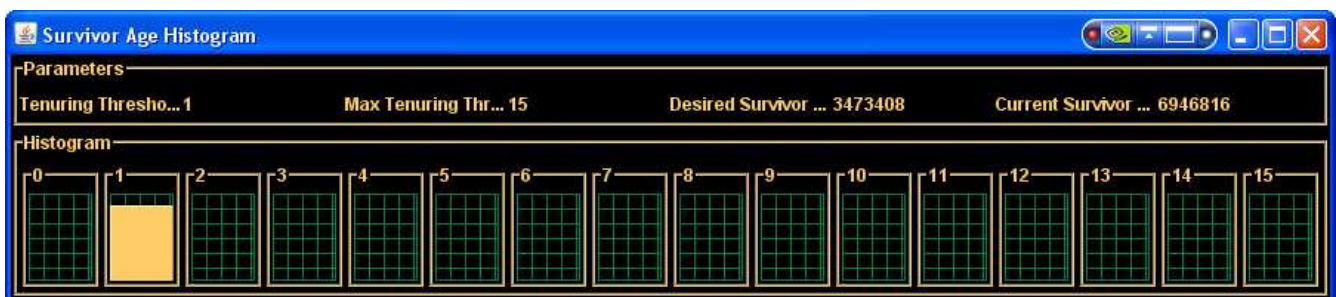 Survivor Age Histogram
Parameters
Tenuring Thresho... 1 Max Tenuring Thr... 15 Desired Survivor ... 3473408 Current Survivor ... 6946816
Histogram
0 1 2 3 4 5 6 7 8 9 10 11 12 13 14 15